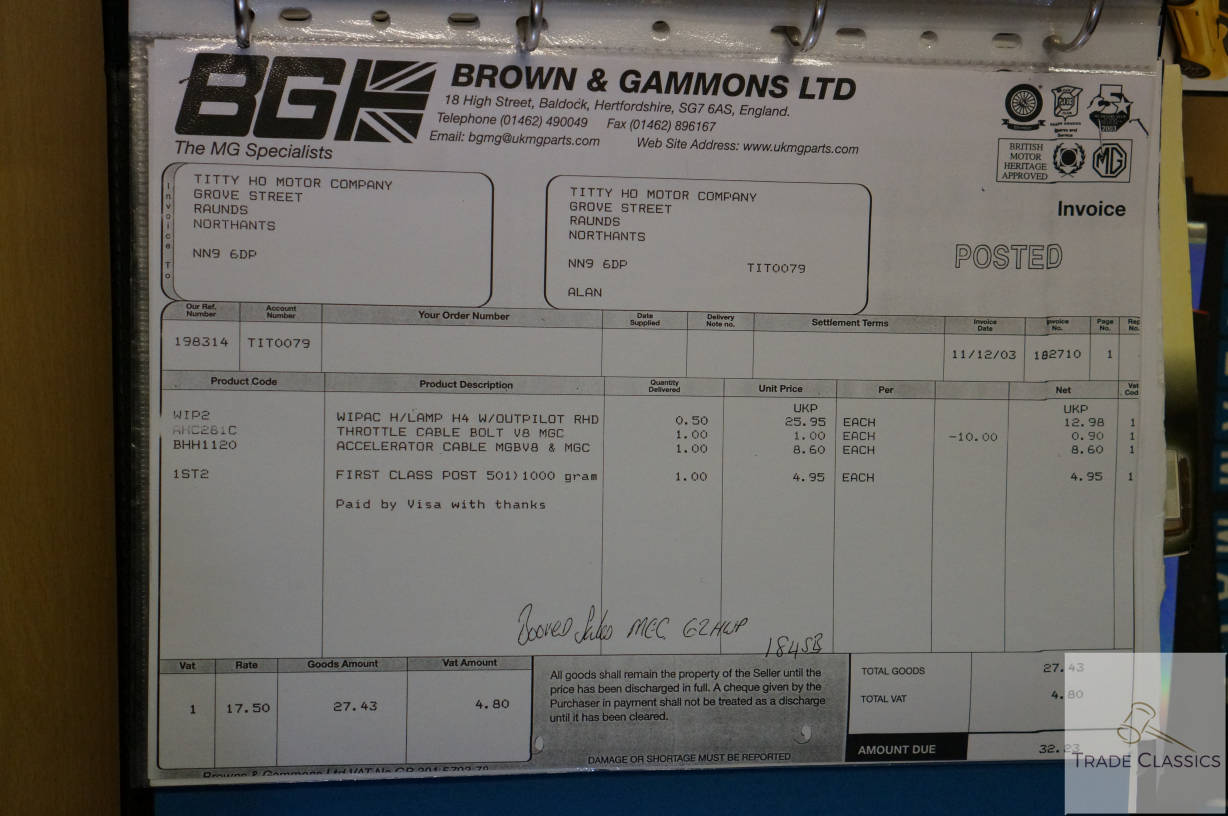 BG
BROWN & GAMMONS LTD
18 High Street, Baldock, Hertfordshire, SG7 6AS, England.
Telephone (01462) 490049 Fax (01462) 896167
Email: bgmg@ukmgparts.com Web Site Address: www.ukmgparts.com
The MG Specialists
BRITISH
MOTOR
HERITAGE
APPROVED
MG
Invoice
POSTED
Invoice To
TITTY HO MOTOR COMPANY
GROVE STREET
RAUNDS
NORTHANTS
NN9 6DP
TITTY HO MOTOR COMPANY
GROVE STREET
RAUNDS
NORTHANTS
NN9 6DP TIT0079
ALAN
Our Ref. Number Account Number Your Order Number Date Supplied Delivery Note no. Settlement Terms Invoice Date Invoice No. Page No. Rep No.
198314 TIT0079 11/12/03 182710 1
Product Code Product Description Quantity Delivered Unit Price Per Net Vat Cod
UKP UKP
WIP2 WIPAC H/LAMP H4 W/OUTPILOT RHD 0.50 25.95 EACH 12.98 1
AHC281C THROTTLE CABLE BOLT V8 MGC 1.00 1.00 EACH -10.00 0.90 1
BHH1120 ACCELERATOR CABLE MGBV8 & MGC 1.00 8.60 EACH 8.60 1
1ST2 FIRST CLASS POST 501)1000 gram 1.00 4.95 EACH 4.95 1
Paid by Visa with thanks
184SB
Vat Rate Goods Amount Vat Amount
1 17.50 27.43 4.80
All goods shall remain the property of the Seller until the
price has been discharged in full. A cheque given by the
Purchaser in payment shall not be treated as a discharge
until it has been cleared.
DAMAGE OR SHORTAGE MUST BE REPORTED
TOTAL GOODS 27.43
TOTAL VAT 4.80
AMOUNT DUE 32.23
TRADE CLASSICS